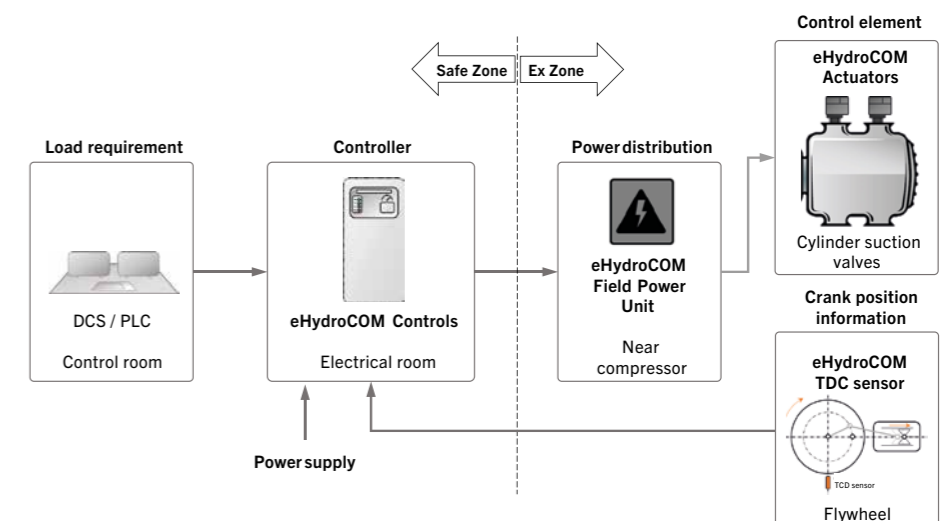 Control element
Safe Zone
Ex Zone
eHydroCOM
Actuators
Load requirement
Controller
Power distribution
eHydroCOM
Field Power
Unit
Cylinder suction
valves
DCS / PLC
eHydroCOM Controls
Control room
Electrical room
Near
compressor
Crank position
information
eHydroCOM
TDC sensor
Power supply
TCD sensor
Flywheel